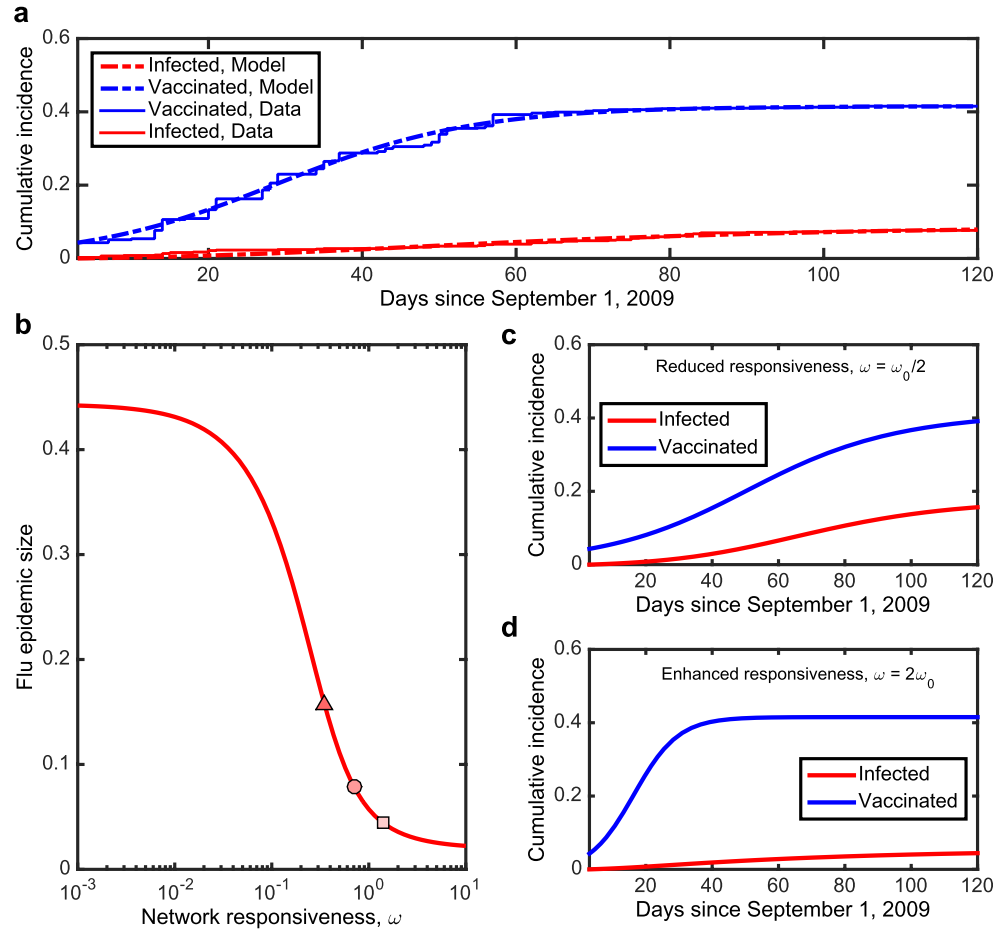 a
Cumulative incidence
0.6
0.4
0.2
0
Infected, Model
Vaccinated, Model
Vaccinated, Data
Infected, Data
20 40 60 80 100 120
Days since September 1, 2009
b
Flu epidemic size
0.5
0.4
0.3
0.2
0.1
0
10⁻³ 10⁻² 10⁻¹ 10⁰ 10¹
Network responsiveness, ω
c
Cumulative incidence
0.6
0.4
0.2
0
Reduced responsiveness, ω = ω₀/2
Infected
Vaccinated
20 40 60 80 100 120
Days since September 1, 2009
d
Cumulative incidence
0.6
0.4
0.2
0
Enhanced responsiveness, ω = 2ω₀
Infected
Vaccinated
20 40 60 80 100 120
Days since September 1, 2009